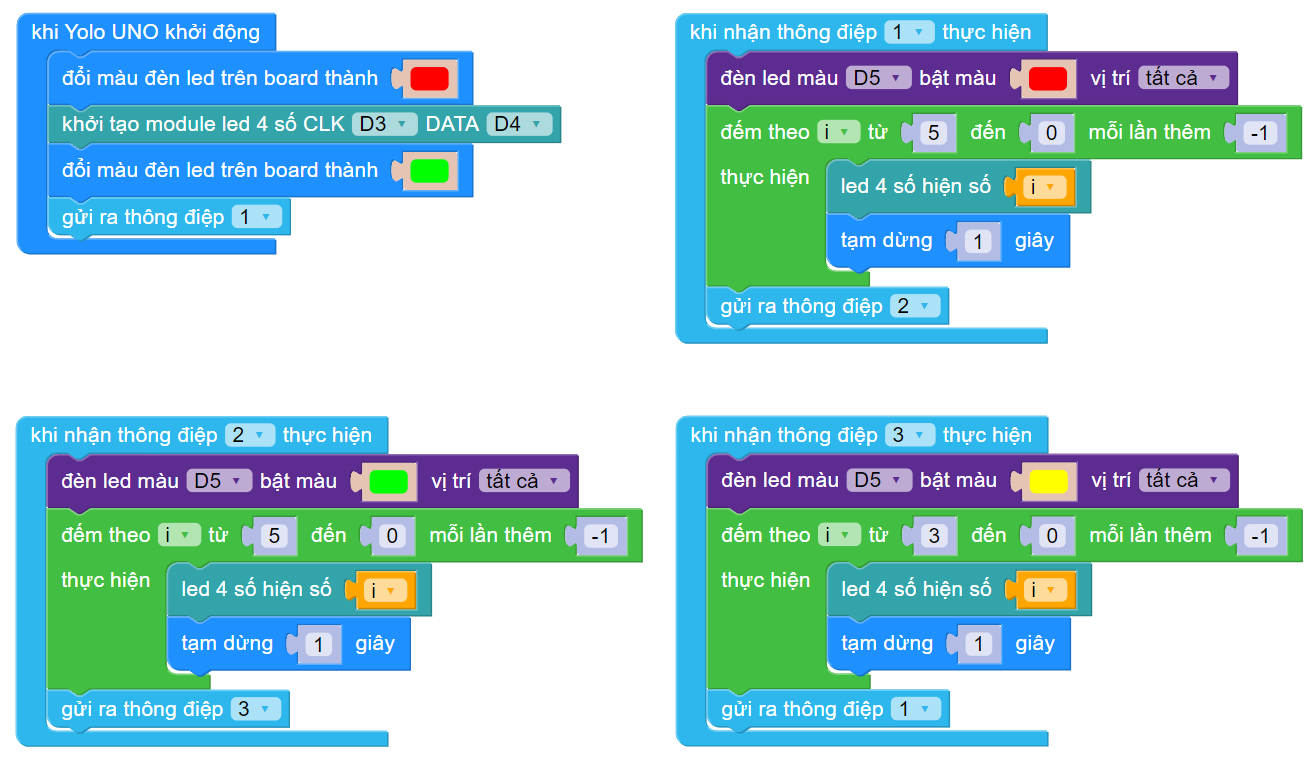 khi Yolo UNO khởi động
đổi màu đèn led trên board thành
khởi tạo module led 4 số CLK D3 DATA D4
đổi màu đèn led trên board thành
gửi ra thông điệp 1
khi nhận thông điệp 1 thực hiện
đèn led màu D5 bật màu vị trí tất cả
đếm theo i từ 5 đến 0 mỗi lần thêm -1
thực hiện
led 4 số hiện số i
tạm dừng 1 giây
gửi ra thông điệp 2
khi nhận thông điệp 2 thực hiện
đèn led màu D5 bật màu vị trí tất cả
đếm theo i từ 5 đến 0 mỗi lần thêm -1
thực hiện
led 4 số hiện số i
tạm dừng 1 giây
gửi ra thông điệp 3
khi nhận thông điệp 3 thực hiện
đèn led màu D5 bật màu vị trí tất cả
đếm theo i từ 3 đến 0 mỗi lần thêm -1
thực hiện
led 4 số hiện số i
tạm dừng 1 giây
gửi ra thông điệp 1